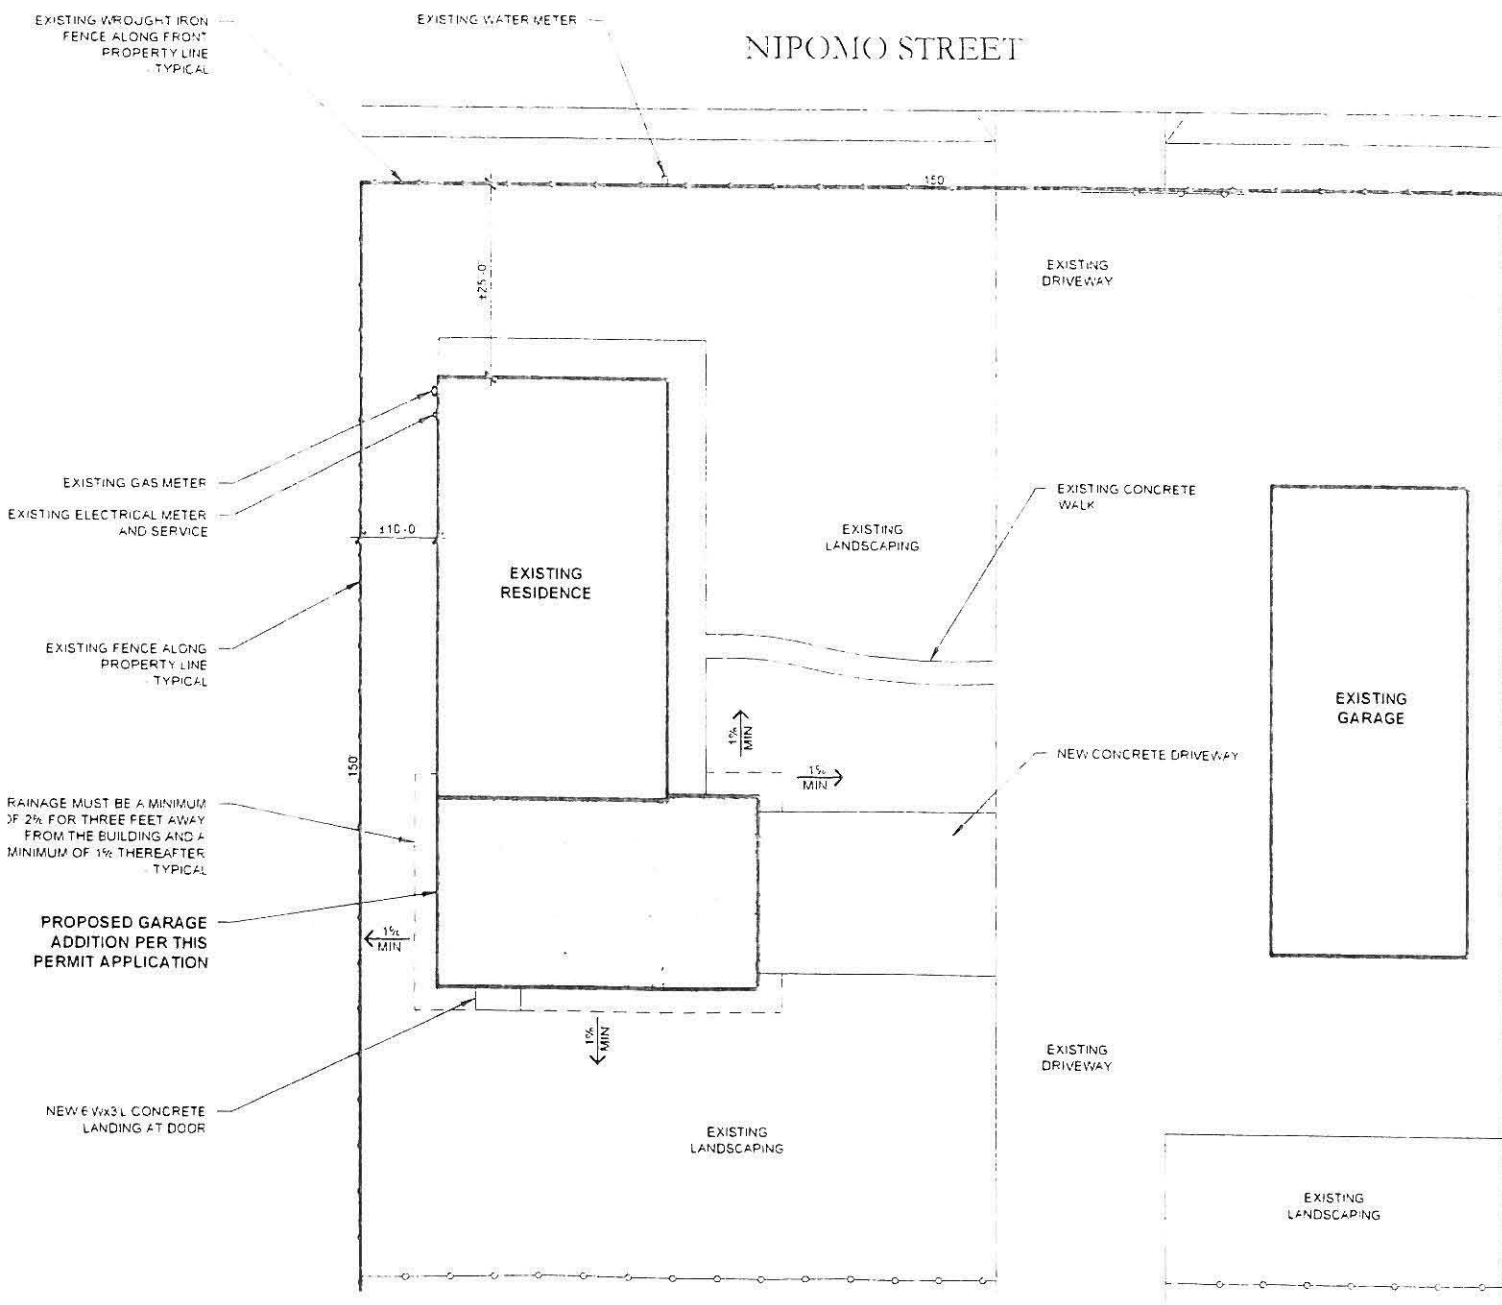 EXISTING WROUGHT IRON
FENCE ALONG FRONT
PROPERTY LINE
TYPICAL
EXISTING WATER METER
NIPOMO STREET
150
±25-0
EXISTING
DRIVEWAY
EXISTING GAS METER
EXISTING ELECTRICAL METER
AND SERVICE
±10-0
EXISTING
RESIDENCE
EXISTING
LANDSCAPING
EXISTING CONCRETE
WALK
EXISTING FENCE ALONG
PROPERTY LINE
TYPICAL
EXISTING
GARAGE
1%
MIN
1%
MIN
NEW CONCRETE DRIVEWAY
150
RAINAGE MUST BE A MINIMUM
OF 2% FOR THREE FEET AWAY
FROM THE BUILDING AND A
MINIMUM OF 1% THEREAFTER
TYPICAL
PROPOSED GARAGE
ADDITION PER THIS
PERMIT APPLICATION
1%
MIN
1%
MIN
EXISTING
DRIVEWAY
NEW 6 Wx3 L CONCRETE
LANDING AT DOOR
EXISTING
LANDSCAPING
EXISTING
LANDSCAPING